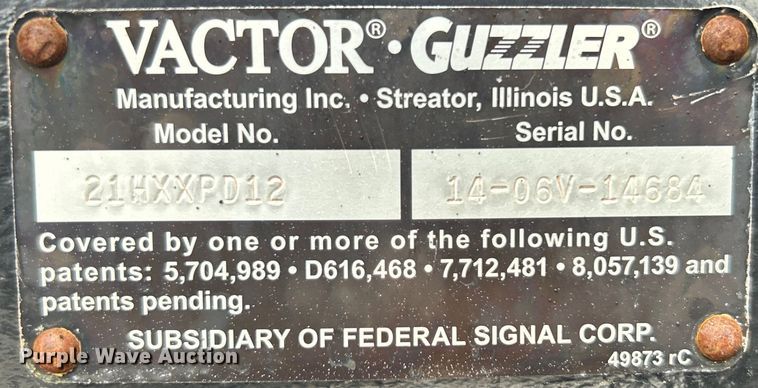 VACTOR® • GUZZLER®
Manufacturing Inc. • Streator, Illinois U.S.A.
Model No. Serial No.
21HXXPD12 14-06V-14684
Covered by one or more of the following U.S.
patents: 5,704,989 • D616,468 • 7,712,481 • 8,057,139 and
patents pending.
SUBSIDIARY OF FEDERAL SIGNAL CORP.
49873 rC
Purple Wave Auction